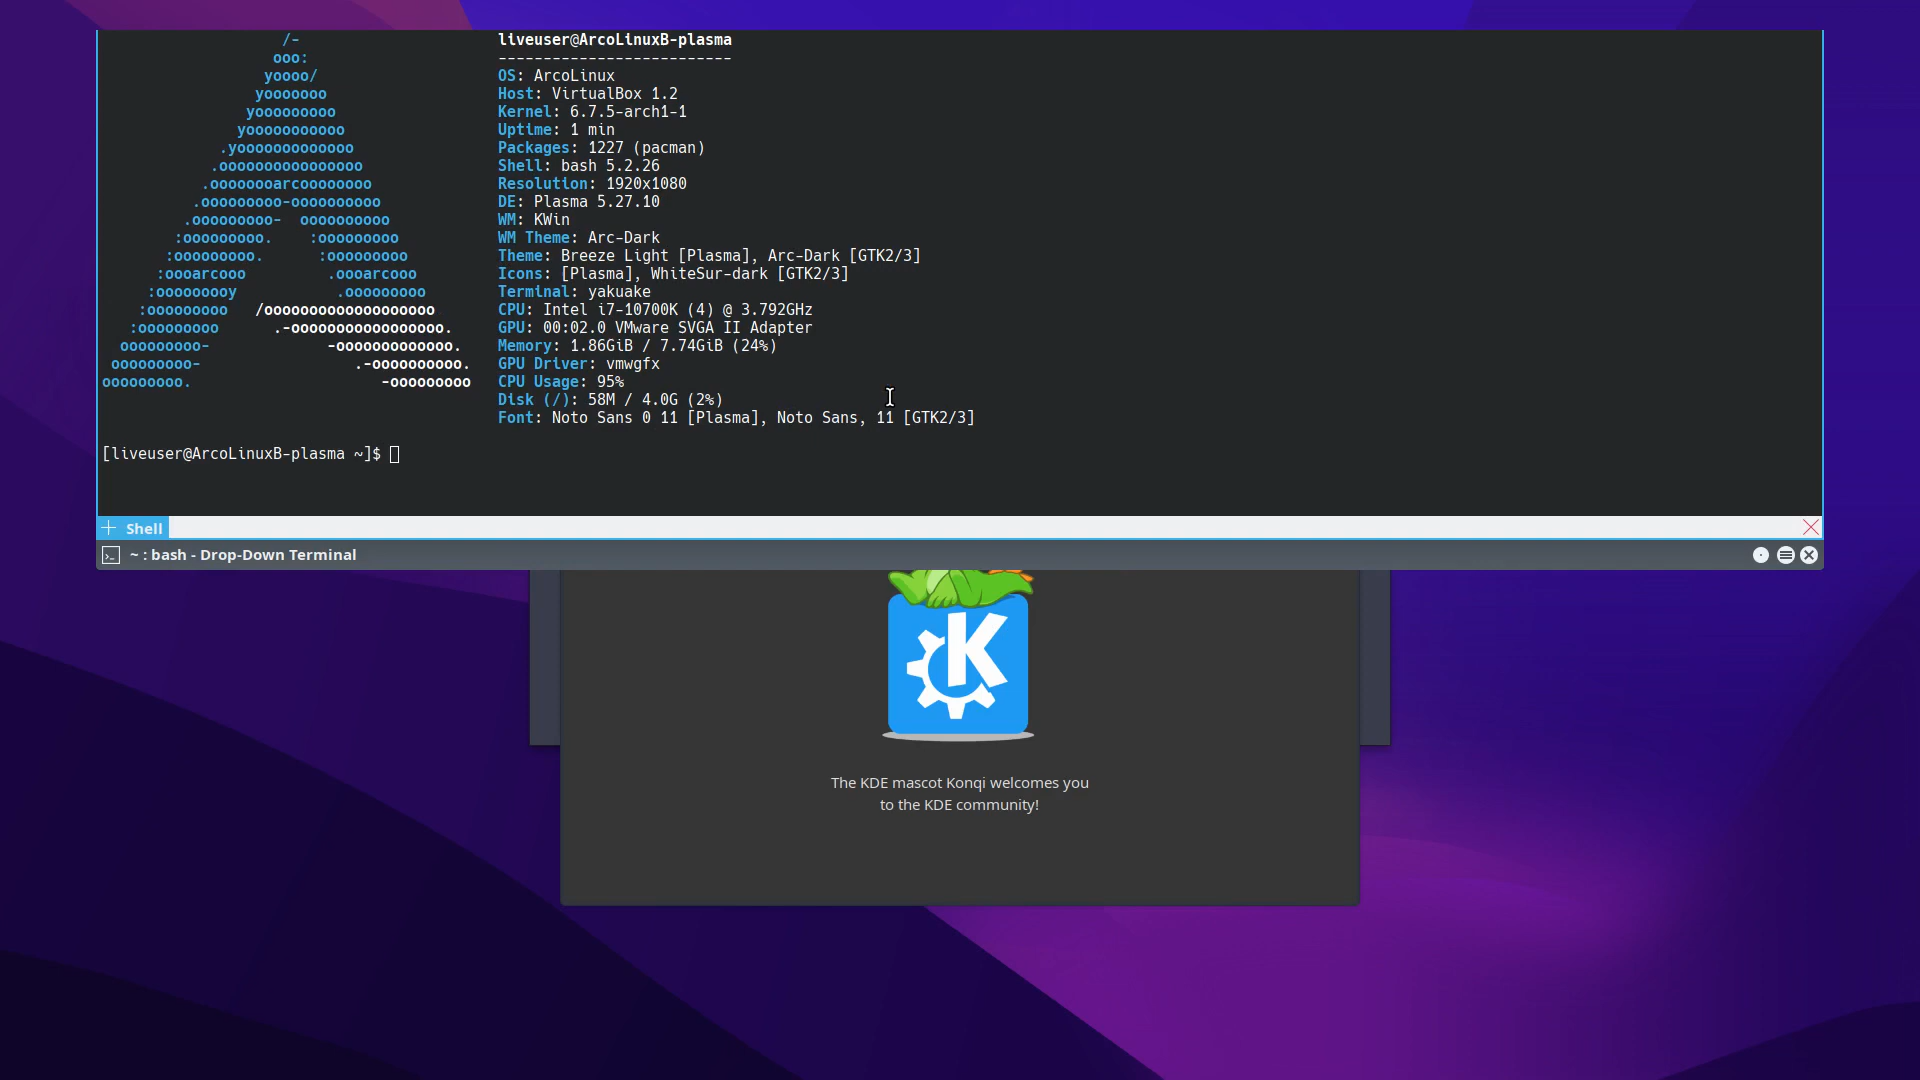 /-
ooo:
yoooo/
yooooooo
yooooooooo
yooooooooooo
.yooooooooooooo
.oooooooooooooooo
.oooooooarcoooooooo
.ooooooooo-oooooooooo
.ooooooooo-  oooooooooo
:ooooooooo.    :ooooooooo
:ooooooooo.      :ooooooooo
:oooarcooo         .oooarcooo
:ooooooooy           .ooooooooo
:ooooooooo   /ooooooooooooooooooo
:ooooooooo      .-ooooooooooooooooo.
ooooooooo-             -ooooooooooooo.
ooooooooo-                 .-oooooooooo.
ooooooooo.                     -ooooooooo
liveuser@ArcoLinuxB-plasma
--------------------------
OS: ArcoLinux
Host: VirtualBox 1.2
Kernel: 6.7.5-arch1-1
Uptime: 1 min
Packages: 1227 (pacman)
Shell: bash 5.2.26
Resolution: 1920x1080
DE: Plasma 5.27.10
WM: KWin
WM Theme: Arc-Dark
Theme: Breeze Light [Plasma], Arc-Dark [GTK2/3]
Icons: [Plasma], WhiteSur-dark [GTK2/3]
Terminal: yakuake
CPU: Intel i7-10700K (4) @ 3.792GHz
GPU: 00:02.0 VMware SVGA II Adapter
Memory: 1.86GiB / 7.74GiB (24%)
GPU Driver: vmwgfx
CPU Usage: 95%
Disk (/): 58M / 4.0G (2%)
Font: Noto Sans 0 11 [Plasma], Noto Sans, 11 [GTK2/3]
[liveuser@ArcoLinuxB-plasma ~]$
Shell
~ : bash - Drop-Down Terminal
K
The KDE mascot Konqi welcomes you
to the KDE community!